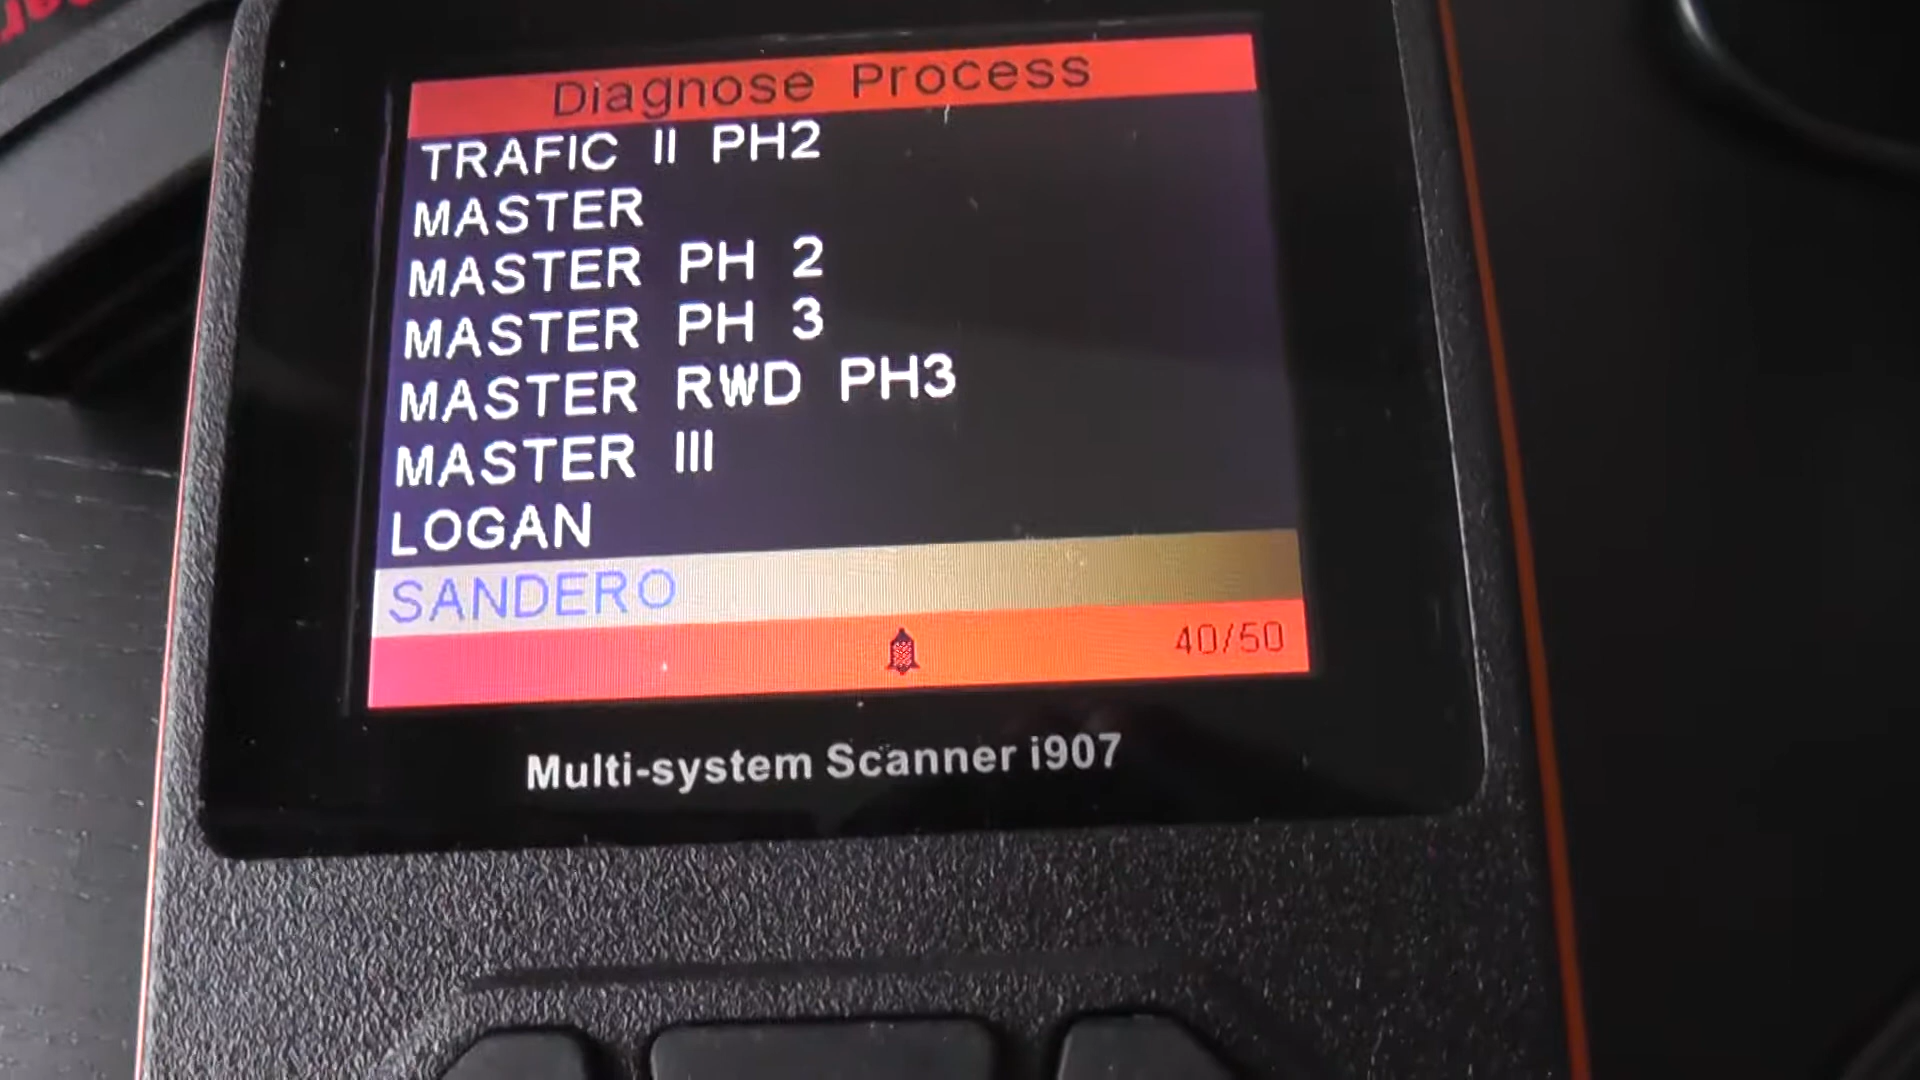 Diagnose Process
TRAFIC II PH2
MASTER
MASTER PH 2
MASTER PH 3
MASTER RWD PH3
MASTER III
LOGAN
SANDERO
40/50
Multi-system Scanner i907